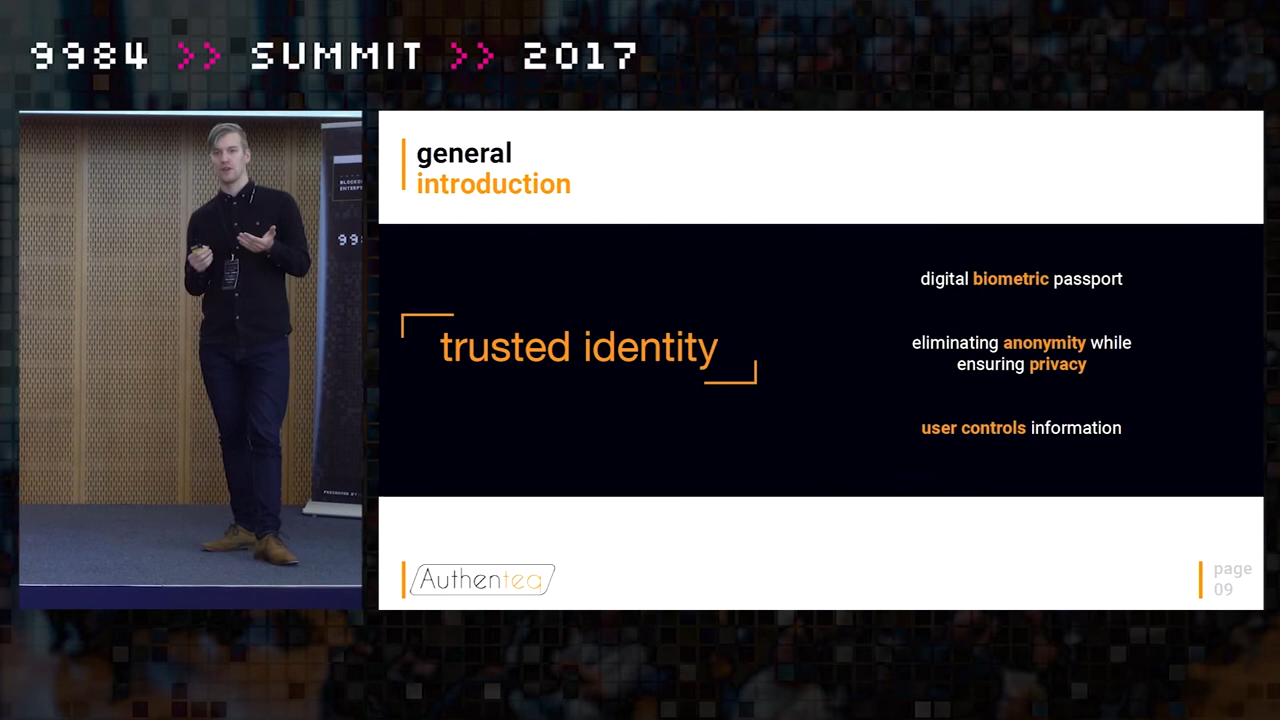 9984 >> SUMMIT >> 2017
general
introduction
trusted identity
digital biometric passport
eliminating anonymity while
ensuring privacy
user controls information
Authenteq
page
09
99